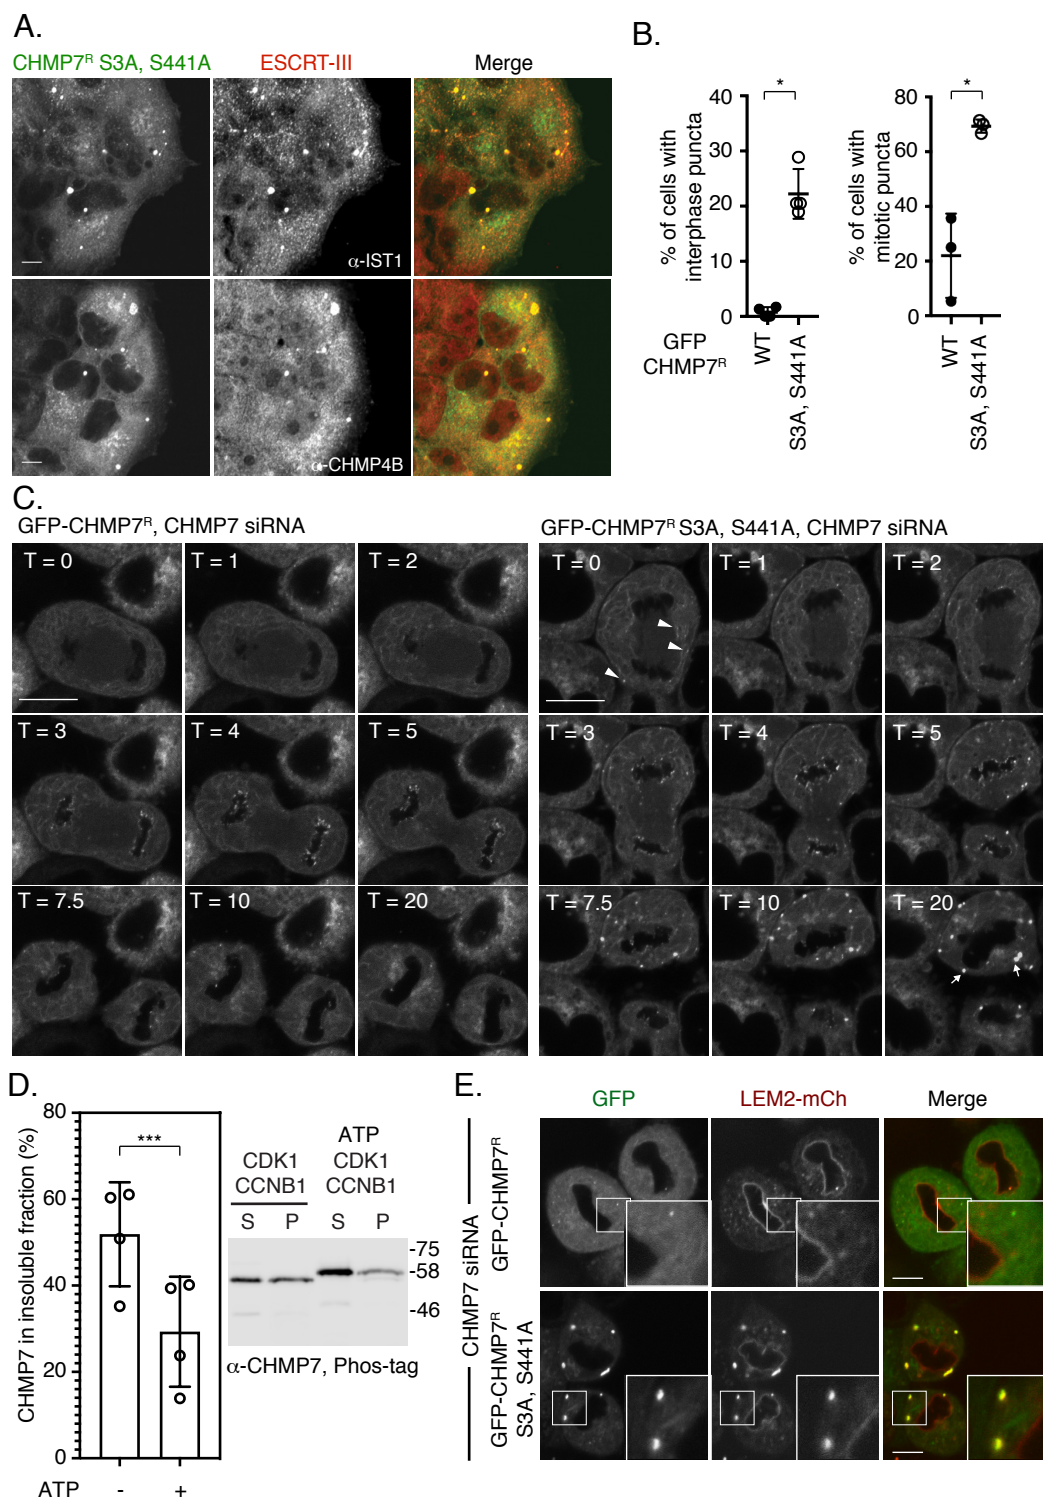 A.
CHMP7ᴿ S3A, S441A
ESCRT-III
Merge
α-IST1
α-CHMP4B
B.
% of cells with
interphase puncta
40
30
20
10
0
*
GFP
CHMP7ᴿ
WT
S3A, S441A
% of cells with
mitotic puncta
80
60
40
20
0
*
WT
S3A, S441A
C.
GFP-CHMP7ᴿ, CHMP7 siRNA
T = 0
T = 1
T = 2
T = 3
T = 4
T = 5
T = 7.5
T = 10
T = 20
GFP-CHMP7ᴿ S3A, S441A, CHMP7 siRNA
T = 0
T = 1
T = 2
T = 3
T = 4
T = 5
T = 7.5
T = 10
T = 20
D.
CHMP7 in insoluble fraction (%)
80
60
40
20
0
***
ATP
-
+
CDK1
CCNB1
ATP
CDK1
CCNB1
S
P
S
P
-75
-58
-46
α-CHMP7, Phos-tag
E.
GFP
LEM2-mCh
Merge
CHMP7 siRNA
GFP-CHMP7ᴿ
GFP-CHMP7ᴿ
S3A, S441A